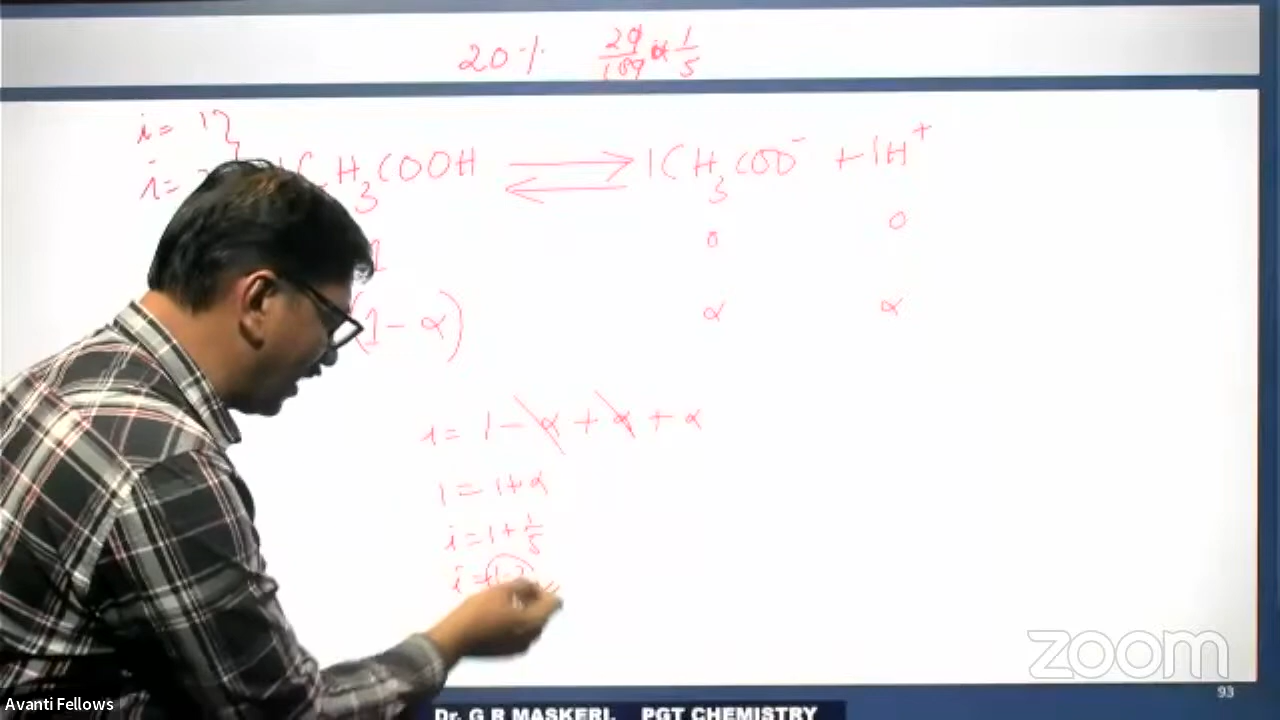 20% 20/100 α 1/5
i = 1
i =
CH₃COOH ⇌ 1CH₃COO⁻ + 1H⁺
1 0 0
(1 - α) α α
i = 1 - α + α + α
i = 1 + α
i = 1 + 1/5
i =
zoom
93
Avanti Fellows
Dr. G B MASKERI, PGT CHEMISTRY